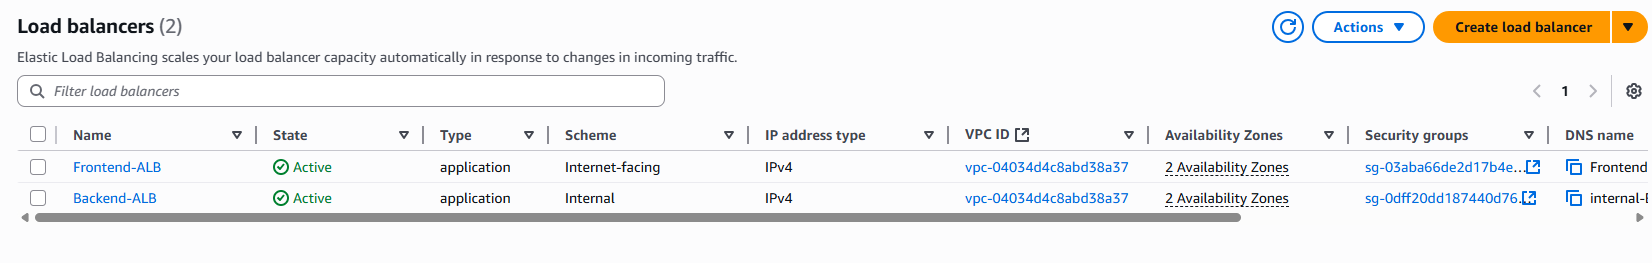 Load balancers (2)
Actions
Create load balancer
Elastic Load Balancing scales your load balancer capacity automatically in response to changes in incoming traffic.
Filter load balancers
1
Name State Type Scheme IP address type VPC ID Availability Zones Security groups DNS name
Frontend-ALB Active application Internet-facing IPv4 vpc-04034d4c8abd38a37 2 Availability Zones sg-03aba66de2d17b4e... Frontend
Backend-ALB Active application Internal IPv4 vpc-04034d4c8abd38a37 2 Availability Zones sg-0dff20dd187440d76... internal-